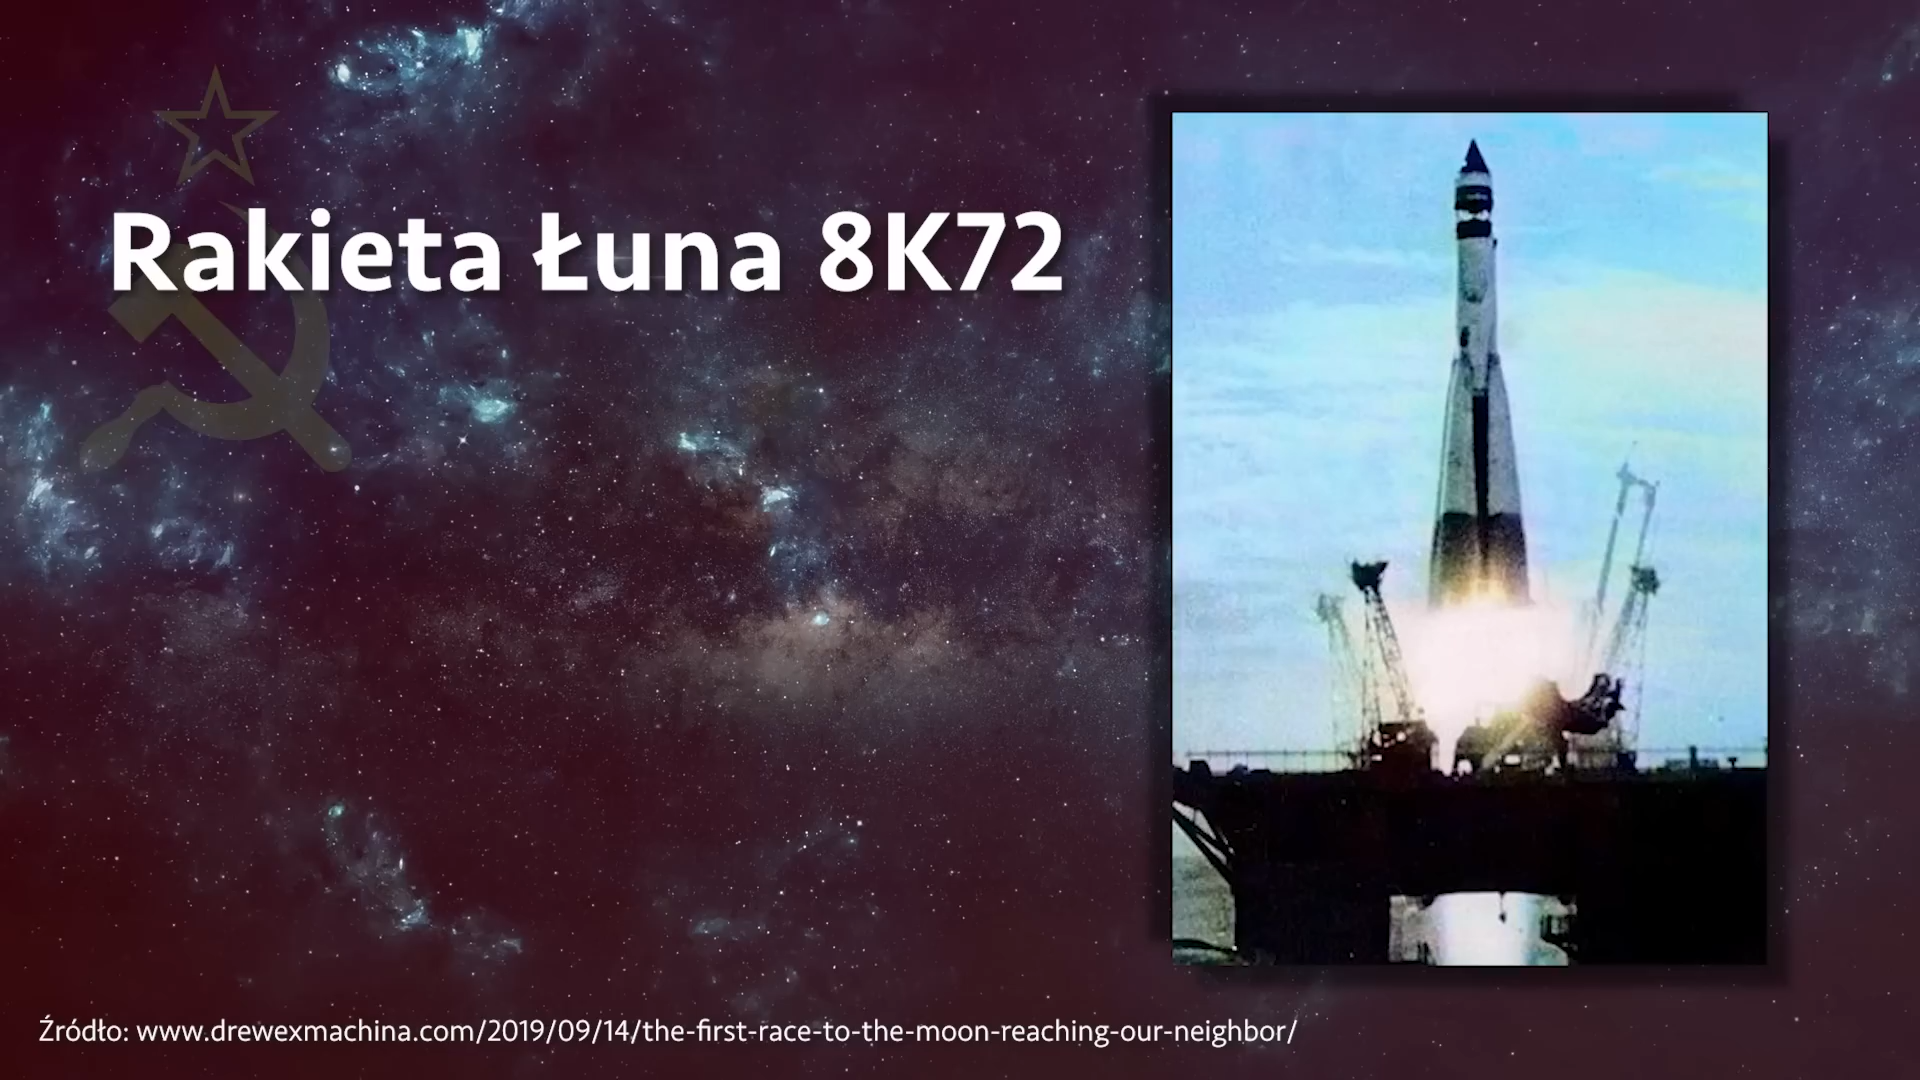 Rakieta Łuna 8K72
Źródło: www.drewexmachina.com/2019/09/14/the-first-race-to-the-moon-reaching-our-neighbor/